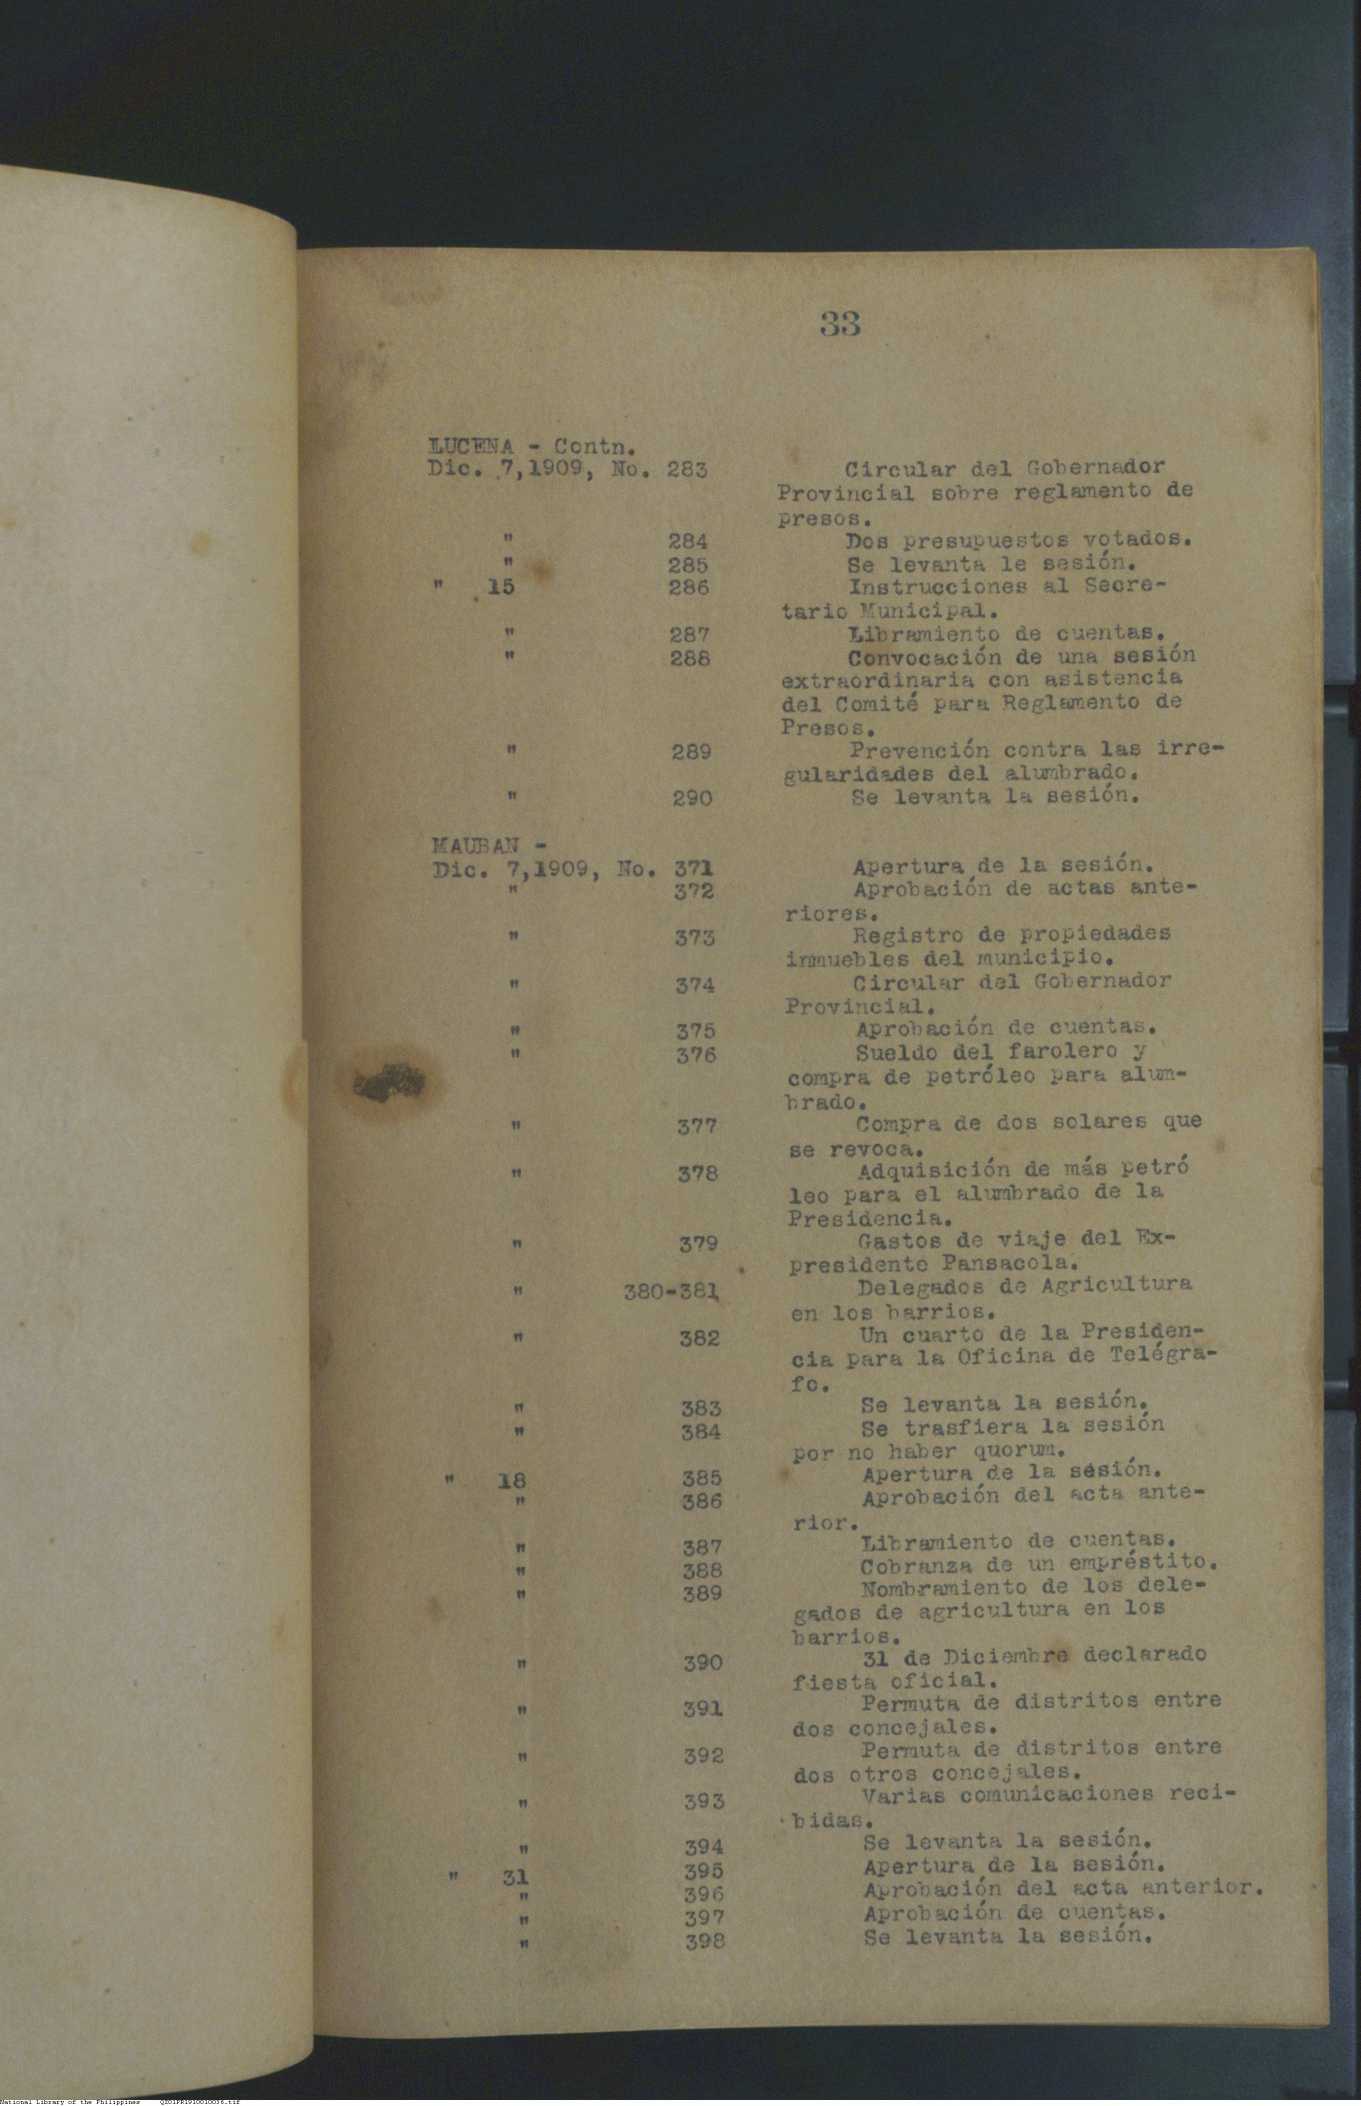 33
LUCENA - Contn.
Dic. 7,1909, No. 283 Circular del Gobernador
Provincial sobre reglamento de
presos.
" 284 Dos presupuestos votados.
" 285 Se levanta le sesión.
" 15 286 Instrucciones al Secre-
tario Municipal.
" 287 Libramiento de cuentas.
" 288 Convocación de una sesión
extraordinaria con asistencia
del Comité para Reglamento de
Presos.
" 289 Prevención contra las irre-
gularidades del alumbrado.
" 290 Se levanta la sesión.
MAUBAN -
Dic. 7,1909, No. 371 Apertura de la sesión.
" 372 Aprobación de actas ante-
riores.
" 373 Registro de propiedades
inmuebles del municipio.
" 374 Circular del Gobernador
Provincial.
" 375 Aprobación de cuentas.
" 376 Sueldo del farolero y
compra de petróleo para alum-
brado.
" 377 Compra de dos solares que
se revoca.
" 378 Adquisición de más petró
leo para el alumbrado de la
Presidencia.
" 379 Gastos de viaje del Ex-
presidente Pansacola.
" 380-381 Delegados de Agricultura
en los barrios.
" 382 Un cuarto de la Presiden-
cia para la Oficina de Telégra-
fo.
" 383 Se levanta la sesión.
" 384 Se trasfiera la sesión
por no haber quorum.
" 18 385 Apertura de la sesión.
" 386 Aprobación del acta ante-
rior.
" 387 Libramiento de cuentas.
" 388 Cobranza de un empréstito.
" 389 Nombramiento de los dele-
gados de agricultura en los
barrios.
" 390 31 de Diciembre declarado
fiesta oficial.
" 391 Permuta de distritos entre
dos concejales.
" 392 Permuta de distritos entre
dos otros concejales.
" 393 Varias comunicaciones reci-
bidas.
" 394 Se levanta la sesión.
" 31 395 Apertura de la sesión.
" 396 Aprobación del acta anterior.
" 397 Aprobación de cuentas.
" 398 Se levanta la sesión.
National Library of the Philippines QZ01PR1910010036.tif